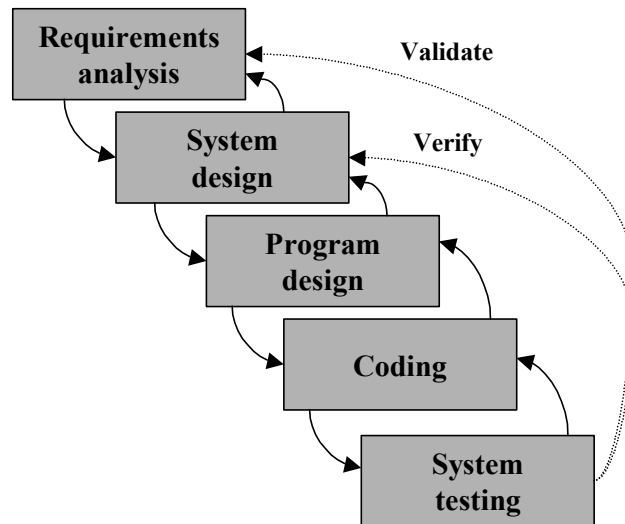 Requirements
analysis
Validate
System
design
Verify
Program
design
Coding
System
testing